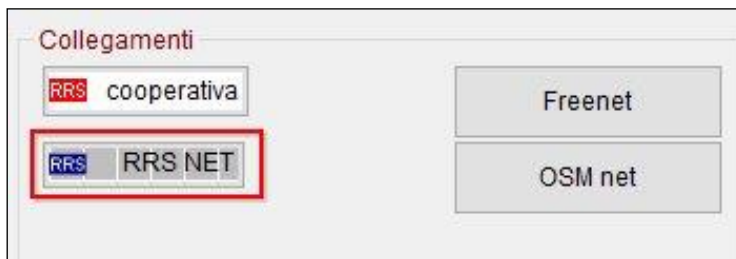 Collegamenti
RRS cooperativa
Freenet
RRS RRS NET
OSM net